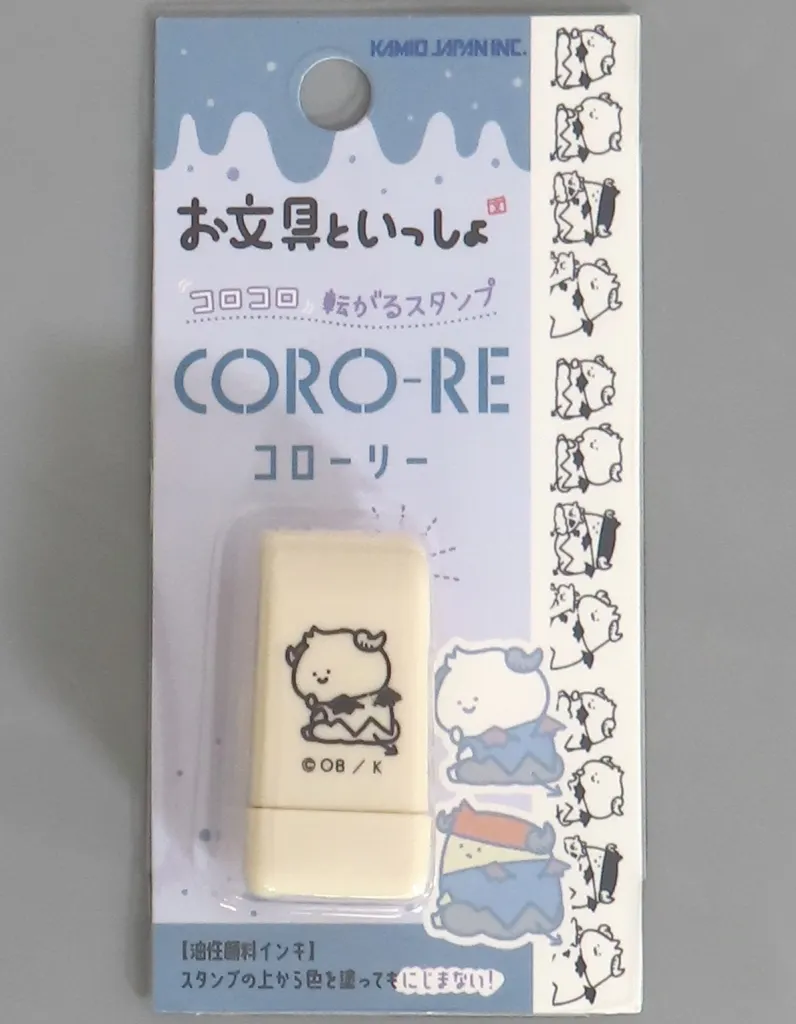 KAMIO JAPAN INC.
お文具といっしょ
"コロコロ"転がるスタンプ
CORO-RE
コローリー
©OB / K
【油性顔料インキ】
スタンプの上から色を塗ってもにじまない!